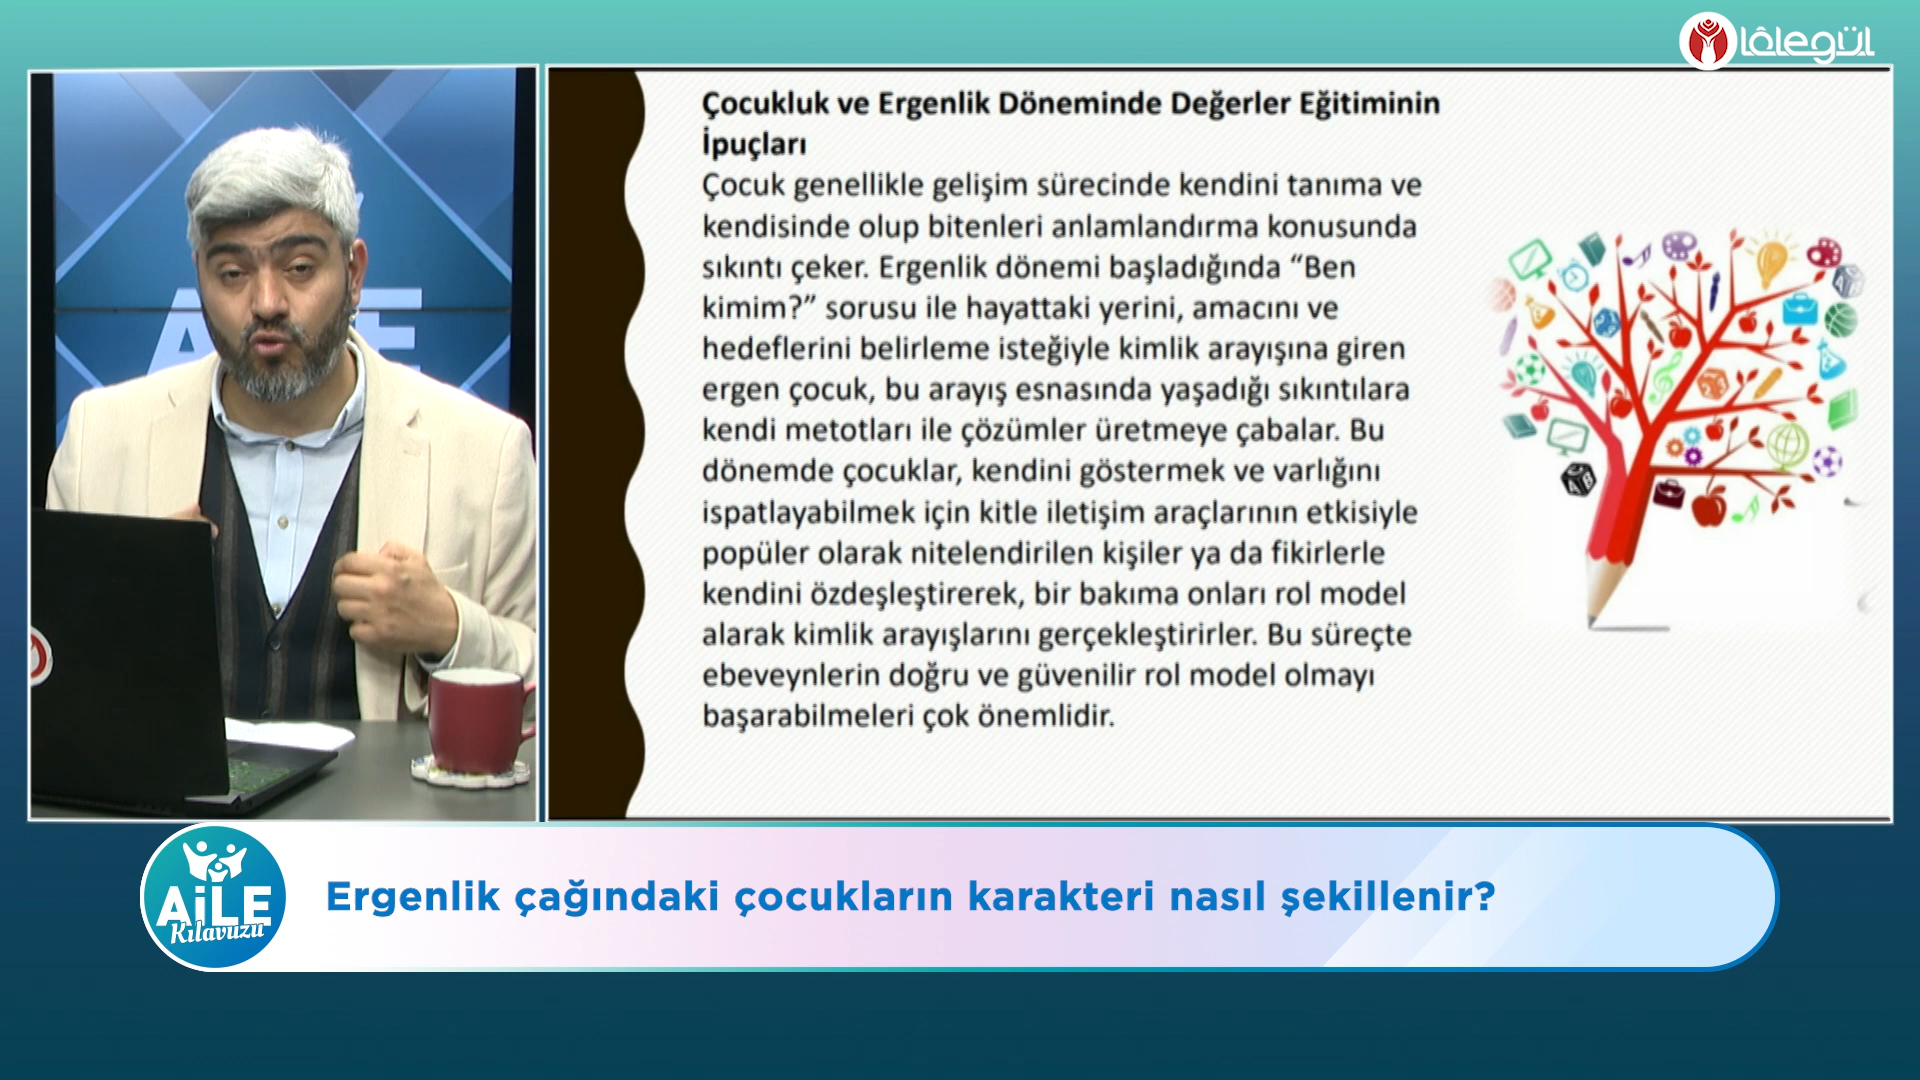 lâlegül
Çocukluk ve Ergenlik Döneminde Değerler Eğitiminin
İpuçları
Çocuk genellikle gelişim sürecinde kendini tanıma ve
kendisinde olup bitenleri anlamlandırma konusunda
sıkıntı çeker. Ergenlik dönemi başladığında “Ben
kimim?” sorusu ile hayattaki yerini, amacını ve
hedeflerini belirleme isteğiyle kimlik arayışına giren
ergen çocuk, bu arayış esnasında yaşadığı sıkıntılara
kendi metotları ile çözümler üretmeye çabalar. Bu
dönemde çocuklar, kendini göstermek ve varlığını
ispatlayabilmek için kitle iletişim araçlarının etkisiyle
popüler olarak nitelendirilen kişiler ya da fikirlerle
kendini özdeşleştirerek, bir bakıma onları rol model
alarak kimlik arayışlarını gerçekleştirirler. Bu süreçte
ebeveynlerin doğru ve güvenilir rol model olmayı
başarabilmeleri çok önemlidir.
A B
AiLE
Kılavuzu
Ergenlik çağındaki çocukların karakteri nasıl şekillenir?